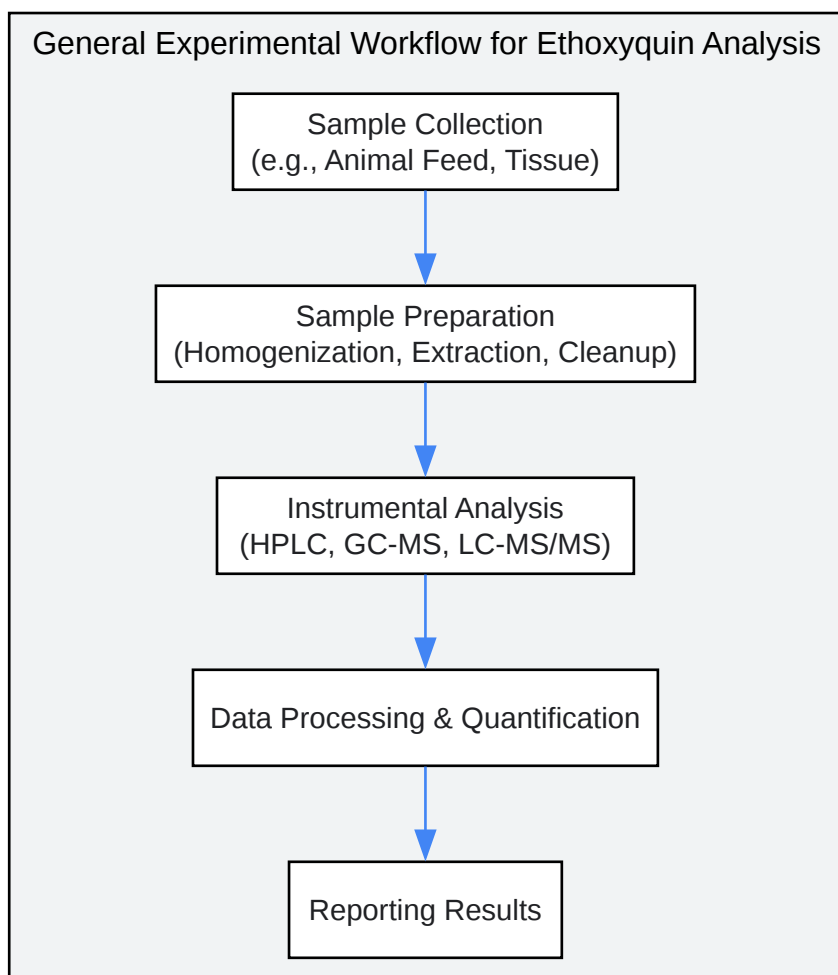 General Experimental Workflow for Ethoxyquin Analysis
Sample Collection
(e.g., Animal Feed, Tissue)
Sample Preparation
(Homogenization, Extraction, Cleanup)
Instrumental Analysis
(HPLC, GC-MS, LC-MS/MS)
Data Processing & Quantification
Reporting Results